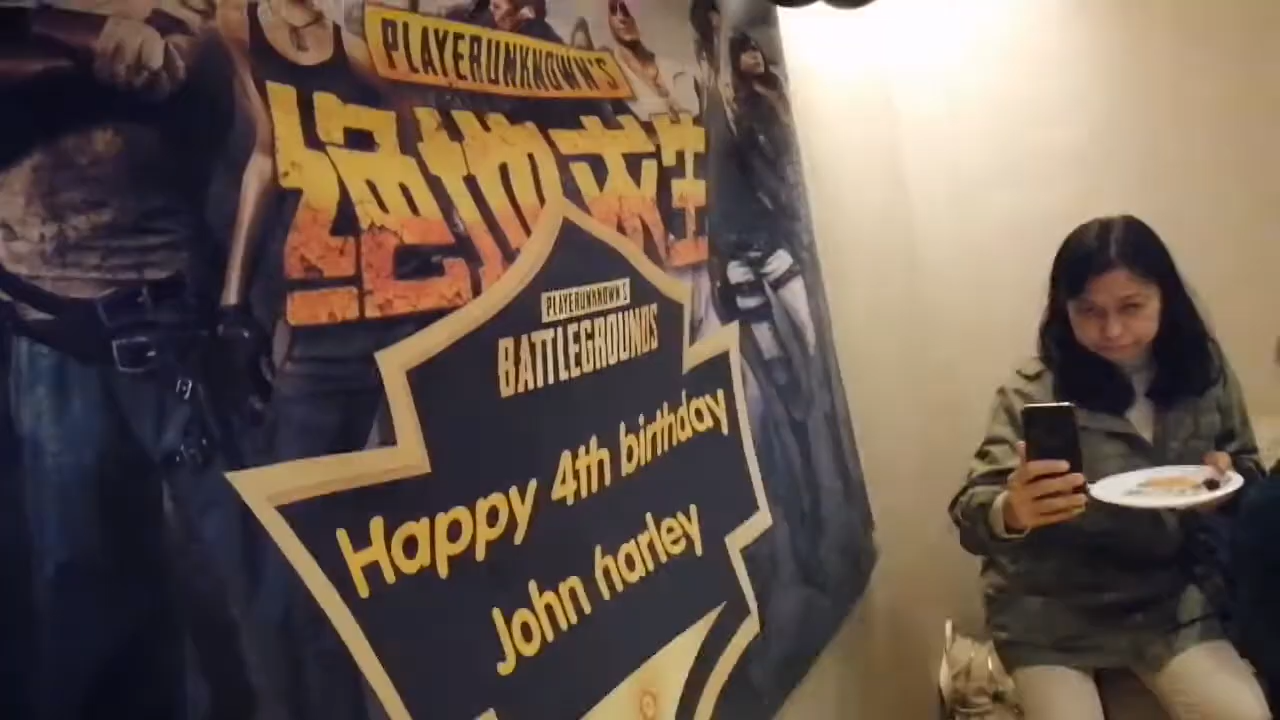 PLAYERUNKNOWN'S
绝地求生
PLAYERUNKNOWN'S
BATTLEGROUNDS
Happy 4th birthday
John harley